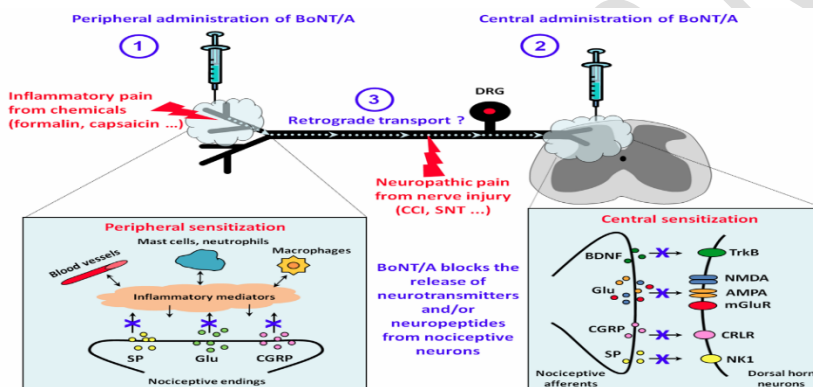 Peripheral administration of BoNT/A
Central administration of BoNT/A
1
2
Inflammatory pain
from chemicals
(formalin, capsaicin ...)
3
Retrograde transport ?
DRG
Neuropathic pain
from nerve injury
(CCI, SNT ...)
Peripheral sensitization
Mast cells, neutrophils
Blood vessels
Macrophages
Inflammatory mediators
SP
Glu
CGRP
Nociceptive endings
BoNT/A blocks the
release of
neurotransmitters
and/or
neuropeptides
from nociceptive
neurons
Central sensitization
BDNF
TrkB
Glu
NMDA
AMPA
mGluR
CGRP
CRLR
SP
NK1
Nociceptive
afferents
Dorsal horn
neurons